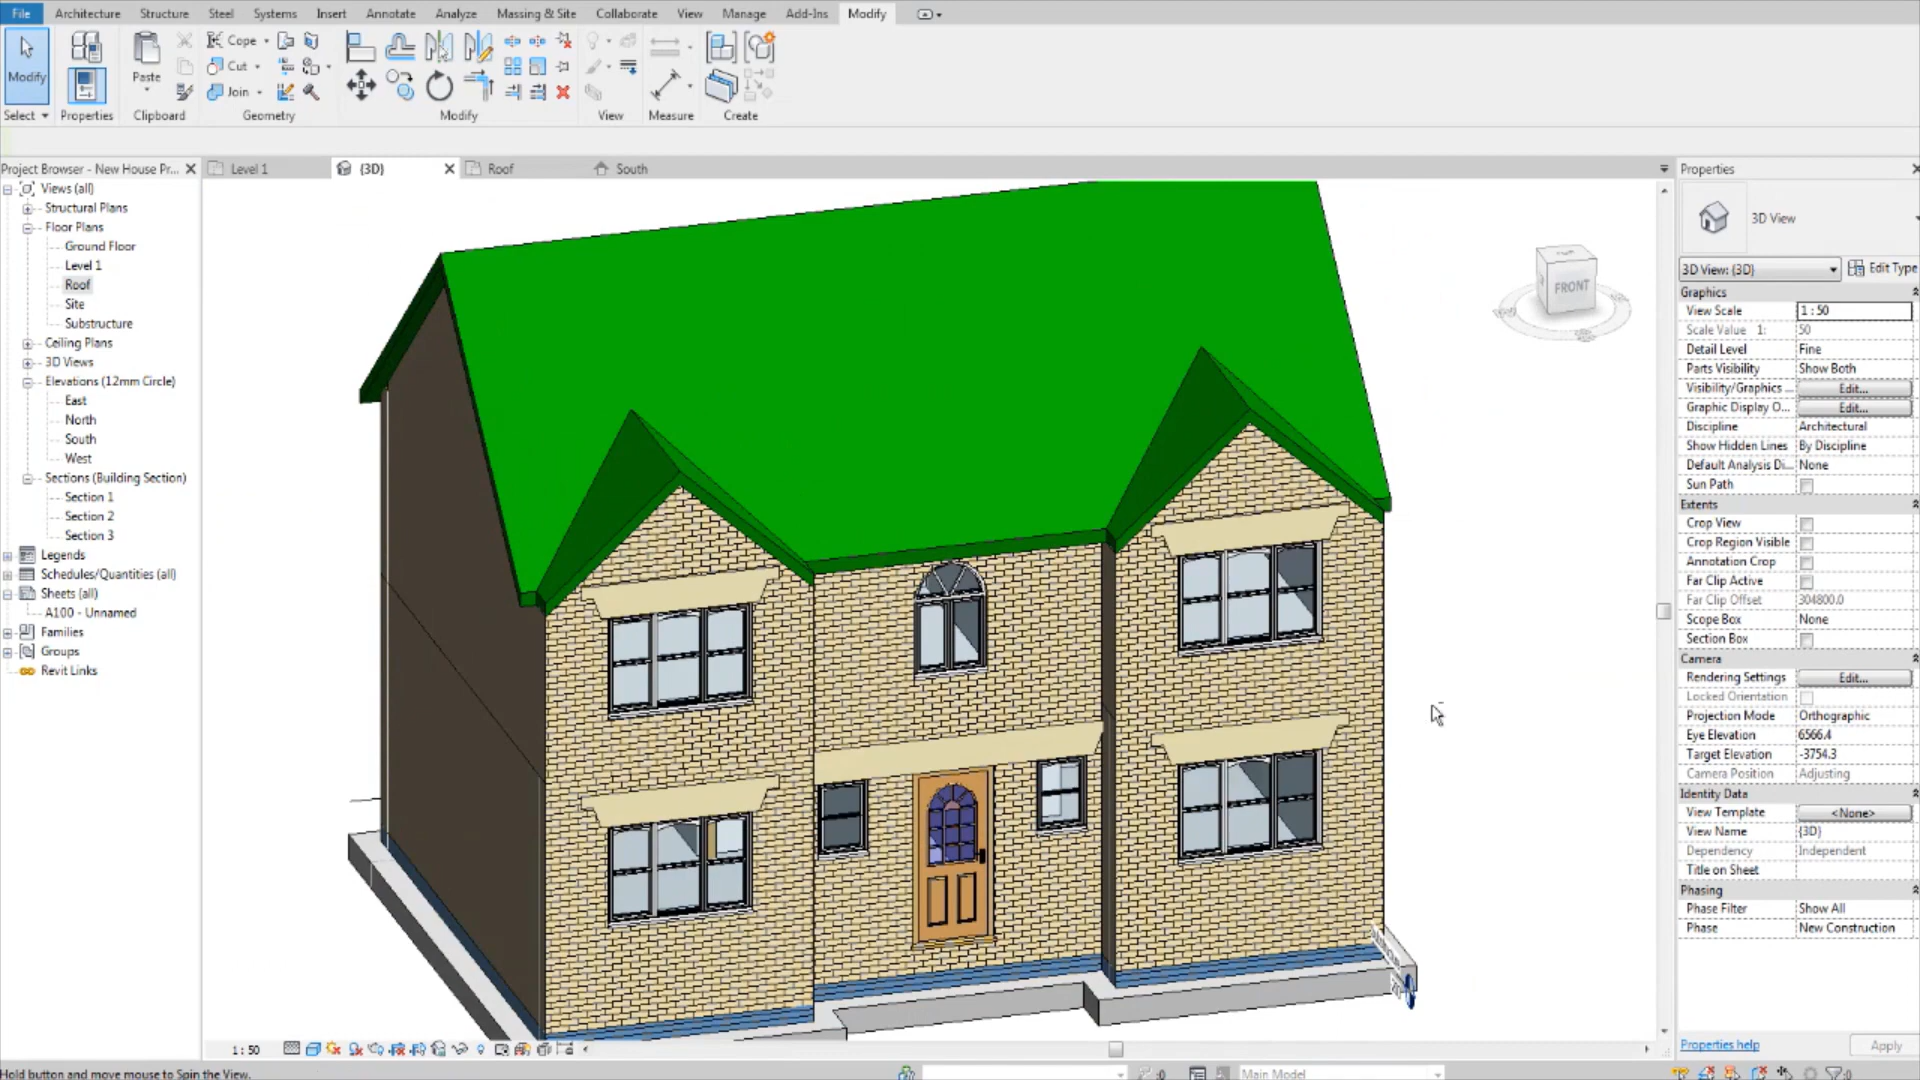 File Architecture Structure Steel Systems Insert Annotate Analyze Massing & Site Collaborate View Manage Add-Ins Modify
Modify
Paste
Cope
Cut
Join
Select Properties Clipboard Geometry Modify View Measure Create
Project Browser - New House Pr...
Level 1 {3D} Roof South
Views (all)
Structural Plans
Floor Plans
Ground Floor
Level 1
Roof
Site
Substructure
Ceiling Plans
3D Views
Elevations (12mm Circle)
East
North
South
West
Sections (Building Section)
Section 1
Section 2
Section 3
Legends
Schedules/Quantities (all)
Sheets (all)
A100 - Unnamed
Families
Groups
Revit Links
FRONT
Properties
3D View
3D View: {3D} Edit Type
Graphics
View Scale 1 : 50
Scale Value 1: 50
Detail Level Fine
Parts Visibility Show Both
Visibility/Graphics ... Edit...
Graphic Display O... Edit...
Discipline Architectural
Show Hidden Lines By Discipline
Default Analysis Di... None
Sun Path
Extents
Crop View
Crop Region Visible
Annotation Crop
Far Clip Active
Far Clip Offset 304800.0
Scope Box None
Section Box
Camera
Rendering Settings Edit...
Locked Orientation
Projection Mode Orthographic
Eye Elevation 6566.4
Target Elevation -3754.3
Camera Position Adjusting
Identity Data
View Template <None>
View Name {3D}
Dependency Independent
Title on Sheet
Phasing
Phase Filter Show All
Phase New Construction
Properties help Apply
1 : 50
Hold button and move mouse to Spin the View.
:0
Main Model
:0